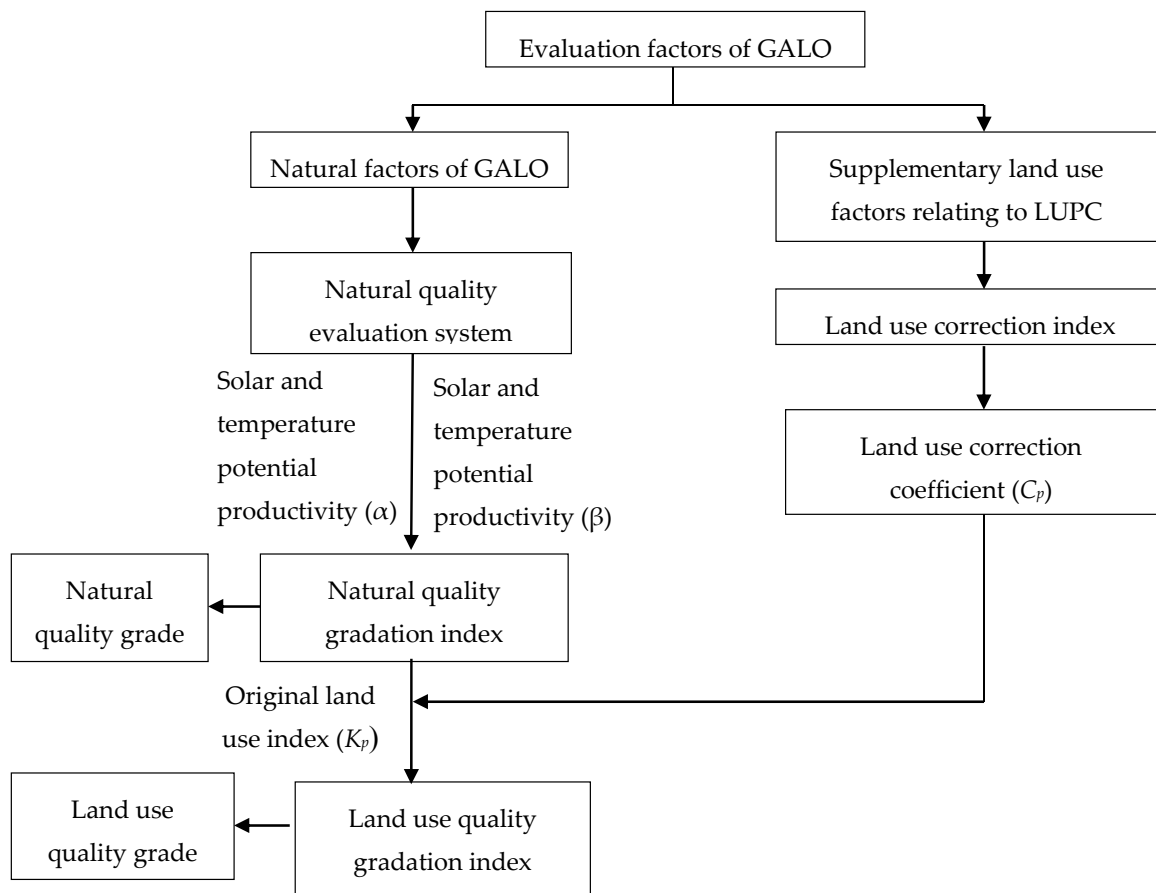 Evaluation factors of GALO
Natural factors of GALO
Supplementary land use
factors relating to LUPC
Natural quality
evaluation system
Land use correction index
Solar and
temperature
potential
productivity (α)
Solar and
temperature
potential
productivity (β)
Land use correction
coefficient (Cp)
Natural
quality grade
Natural quality
gradation index
Original land
use index (Kp)
Land use
quality grade
Land use quality
gradation index